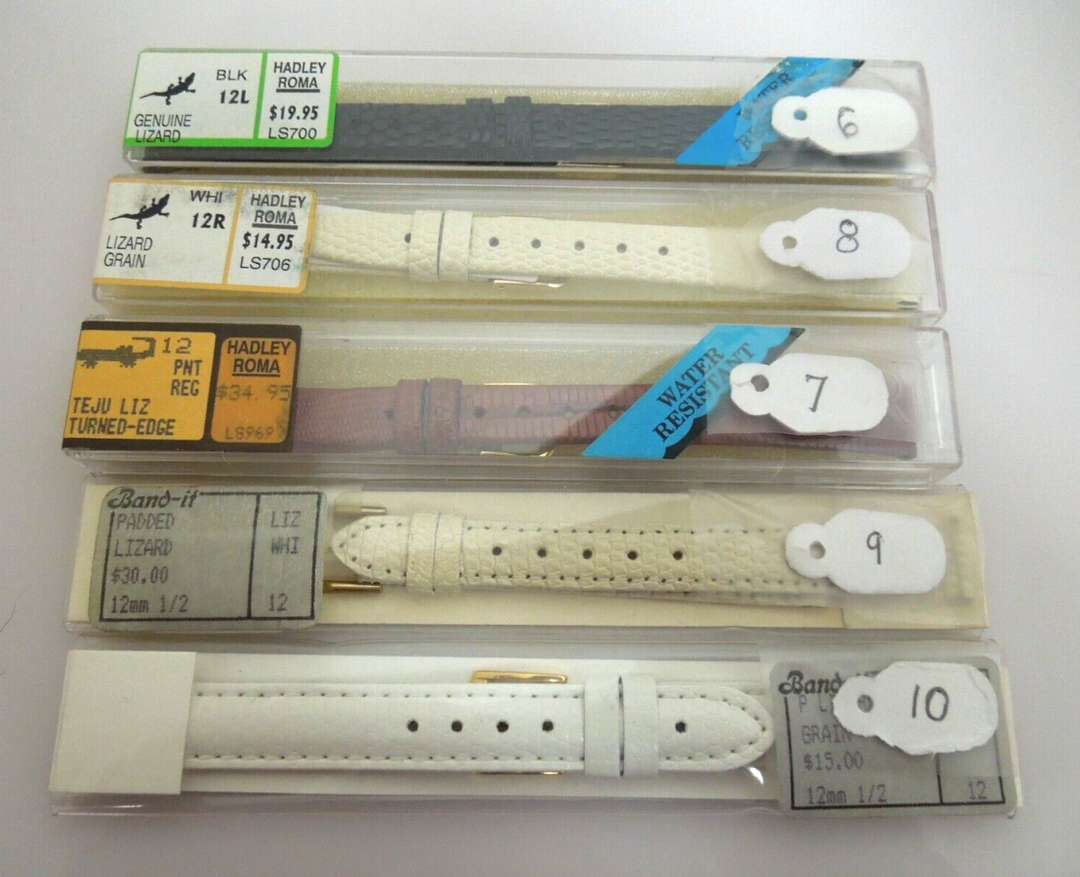 BLK
12L
GENUINE
LIZARD
HADLEY
ROMA
$19.95
LS700
WATER
6
WHI
12R
LIZARD
GRAIN
HADLEY
ROMA
$14.95
LS706
8
12
PNT
REG
TEJU LIZ
TURNED-EDGE
HADLEY
ROMA
$34.95
LS969
WATER
RESISTANT
7
Band-it
PADDED
LIZARD
$30.00
12mm 1/2
LIZ
WHI
12
9
Band
P L
GRAIN
$15.00
12mm 1/2
12
10